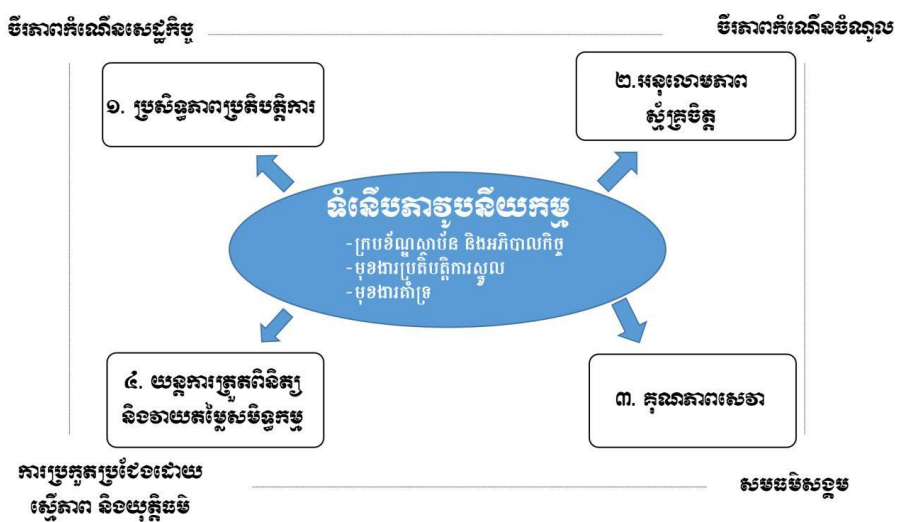 ចីរភាពកំណើនសេដ្ឋកិច្ច
ចីរភាពកំណើនចំណូល
១. ប្រសិទ្ធភាពប្រតិបត្តិការ
២.អនុលោមភាព
ស្ម័គ្រចិត្ត
ទំនើបភាវូបនីយកម្ម
-ក្របខ័ណ្ឌស្ថាប័ន និងអភិបាលកិច្ច
-មុខងារប្រតិបត្តិការស្នូល
-មុខងារគាំទ្រ
៤. យន្តការត្រួតពិនិត្យ
និងវាយតម្លៃសមិទ្ធកម្ម
៣. គុណភាពសេវា
ការប្រកួតប្រជែងដោយ
ស្មើភាព និងយុត្តិធម៌
សមធម៌សង្គម